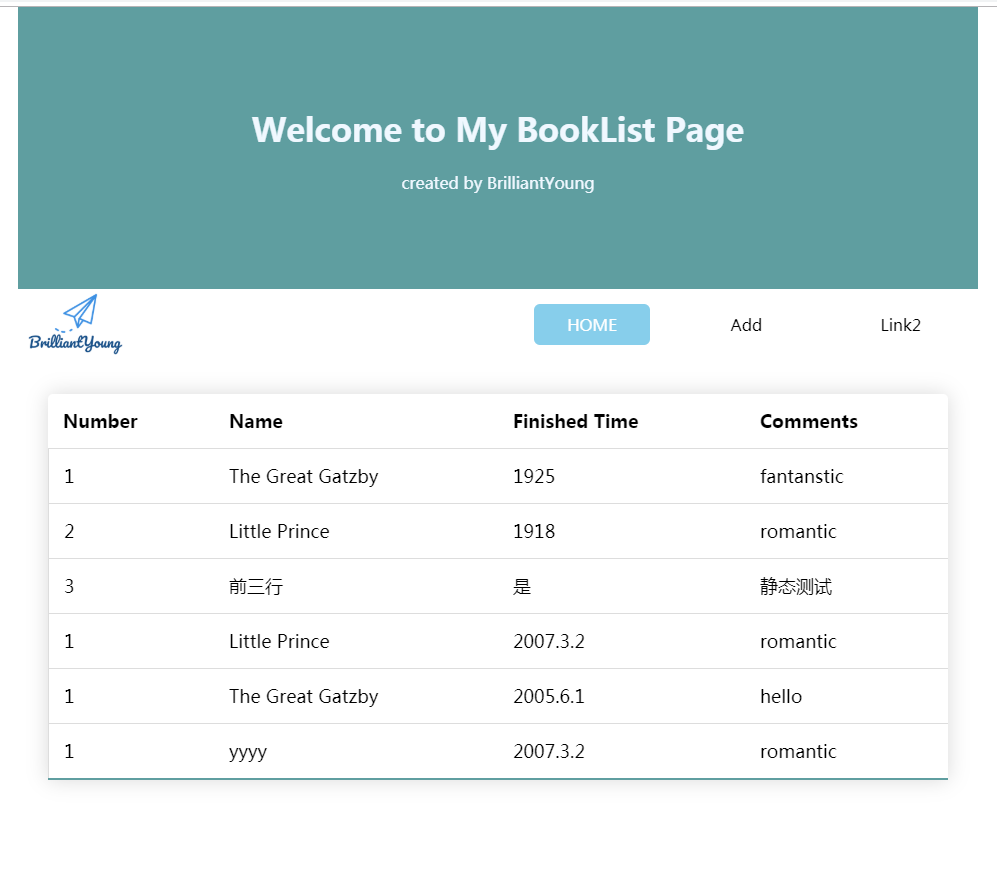 Welcome to My BookList Page
created by BrilliantYoung
BrilliantYoung
HOME Add Link2
Number Name Finished Time Comments
1 The Great Gatzby 1925 fantanstic
2 Little Prince 1918 romantic
3 前三行 是 静态测试
1 Little Prince 2007.3.2 romantic
1 The Great Gatzby 2005.6.1 hello
1 yyyy 2007.3.2 romantic